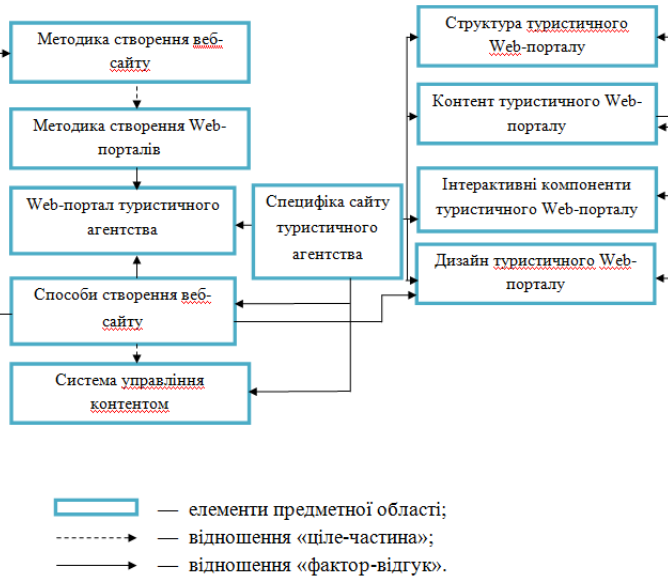 Методика створення веб-
сайту
Методика створення Web-
порталів
Web-портал туристичного
агентства
Способи створення веб-
сайту
Система управління
контентом
Специфіка сайту
туристичного
агентства
Структура туристичного
Web-порталу
Контент туристичного Web-
порталу
Інтерактивні компоненти
туристичного Web-порталу
Дизайн туристичного Web-
порталу
— елементи предметної області;
— відношення «ціле-частина»;
— відношення «фактор-відгук».